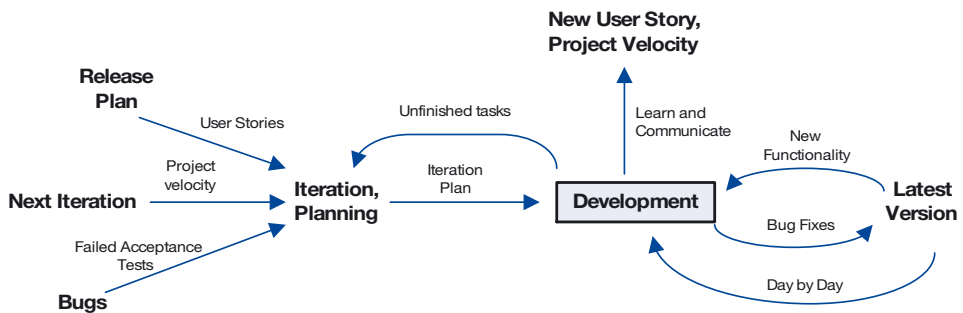 New User Story,
Project Velocity
Release
Plan
User Stories
Unfinished tasks
Learn and
Communicate
New
Functionality
Project
velocity
Iteration
Plan
Next Iteration
Iteration,
Planning
Development
Latest
Version
Bug Fixes
Failed Acceptance
Tests
Day by Day
Bugs